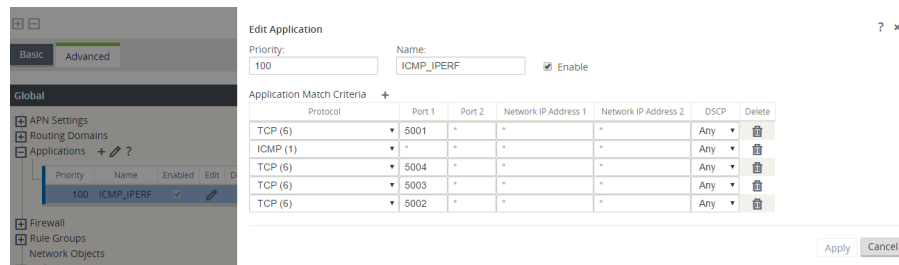 Edit Application
? ×
Basic
Advanced
Priority:
Name:
100
ICMP_IPERF
Enable
Global
Application Match Criteria +
Protocol Port 1 Port 2 Network IP Address 1 Network IP Address 2 DSCP Delete
APN Settings
Routing Domains
Applications + ?
TCP (6) 5001 * * * Any
ICMP (1) * * * * Any
TCP (6) 5004 * * * Any
TCP (6) 5003 * * * Any
TCP (6) 5002 * * * Any
Priority Name Enabled Edit
100 ICMP_IPERF
Firewall
Rule Groups
Network Objects
Apply
Cancel